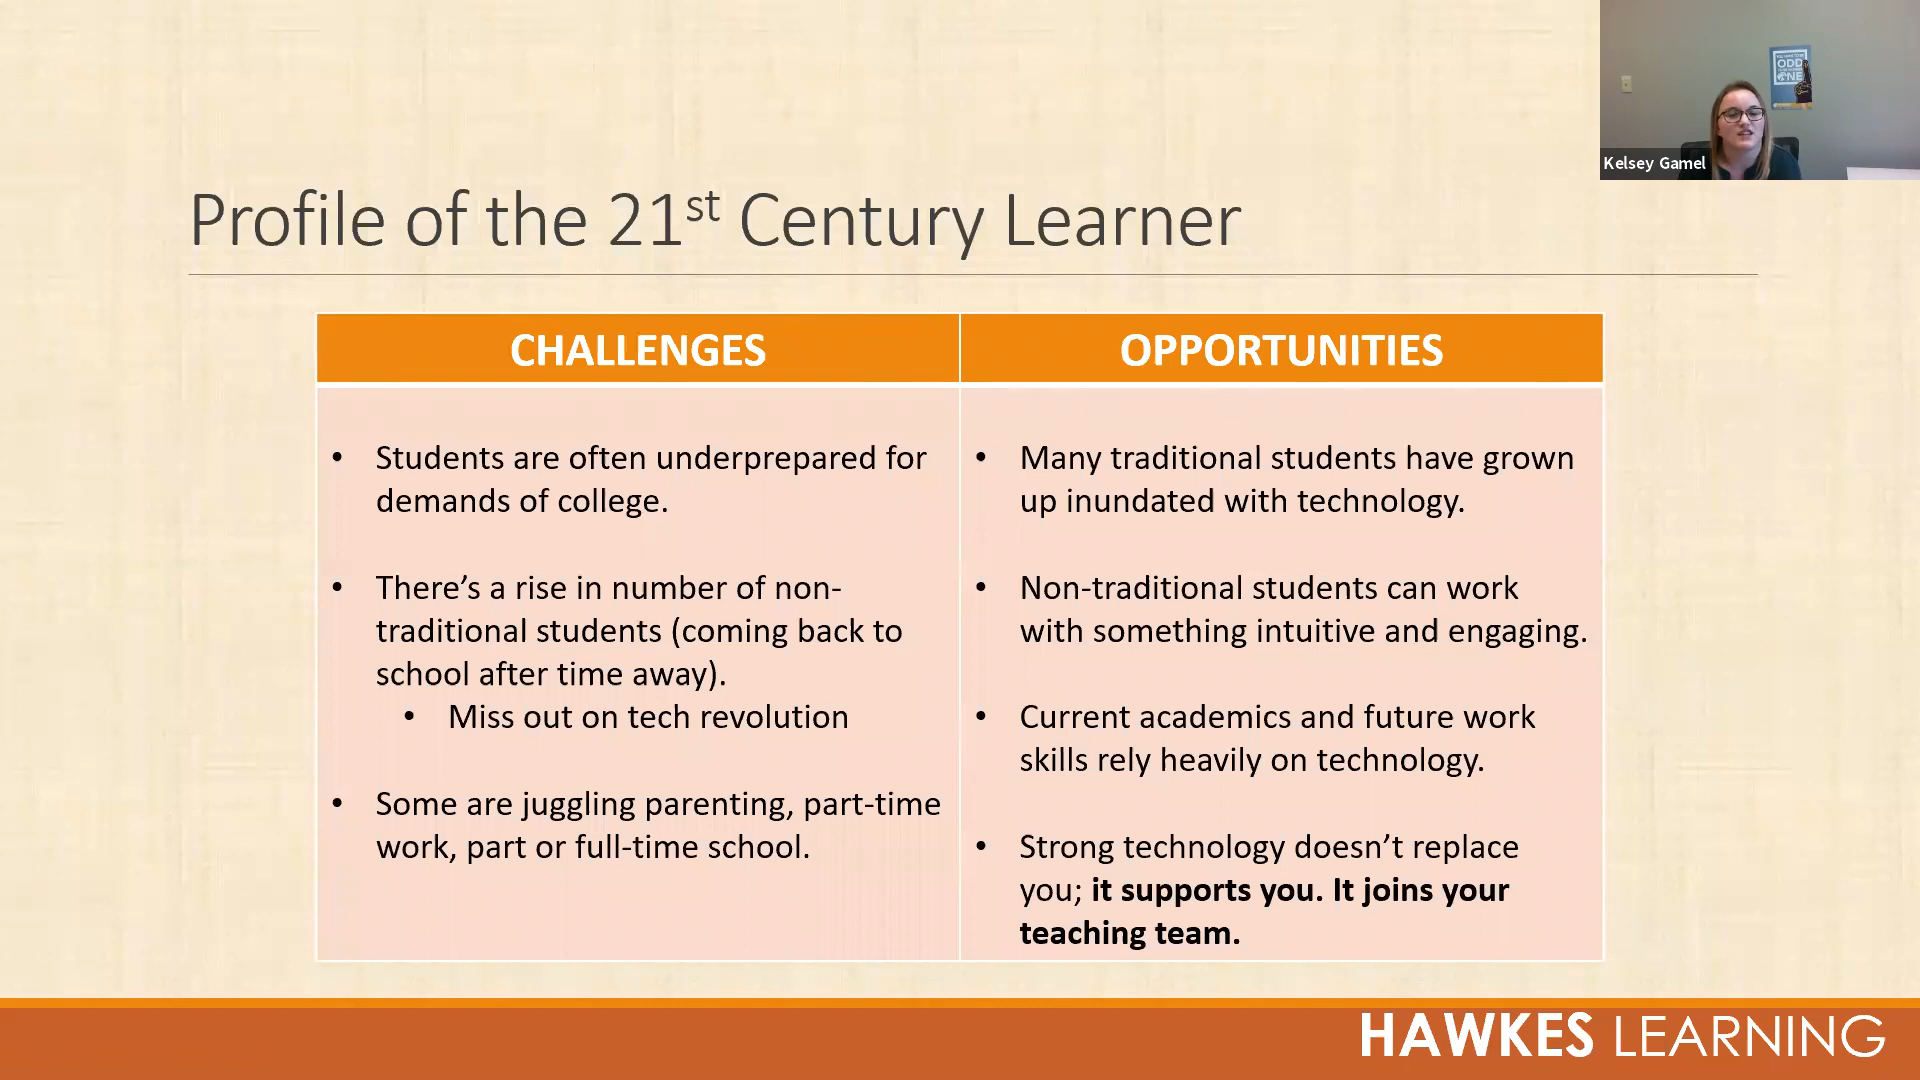 ODD
NE
Kelsey Gamel
Profile of the 21st Century Learner
CHALLENGES
OPPORTUNITIES
• Students are often underprepared for
demands of college.
• There’s a rise in number of non-
traditional students (coming back to
school after time away).
• Miss out on tech revolution
• Some are juggling parenting, part-time
work, part or full-time school.
• Many traditional students have grown
up inundated with technology.
• Non-traditional students can work
with something intuitive and engaging.
• Current academics and future work
skills rely heavily on technology.
• Strong technology doesn’t replace
you; it supports you. It joins your
teaching team.
HAWKES LEARNING